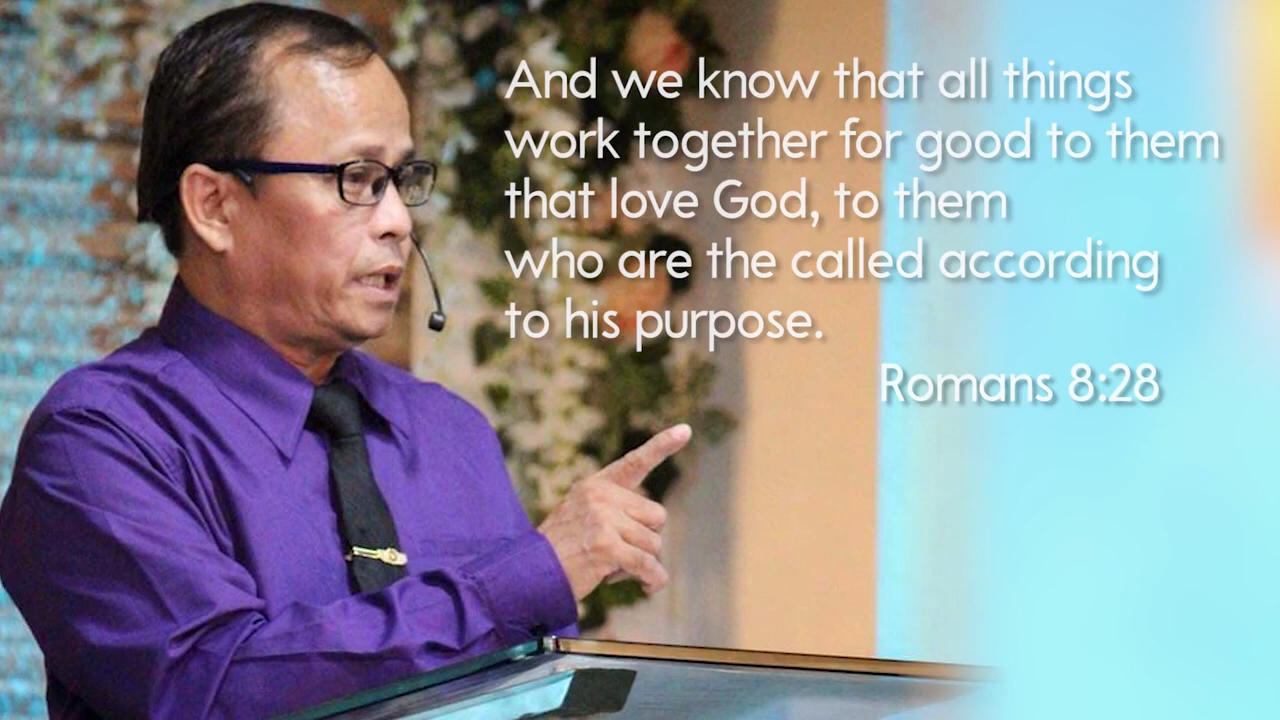 And we know that all things
work together for good to them
that love God, to them
who are the called according
to his purpose.
Romans 8:28